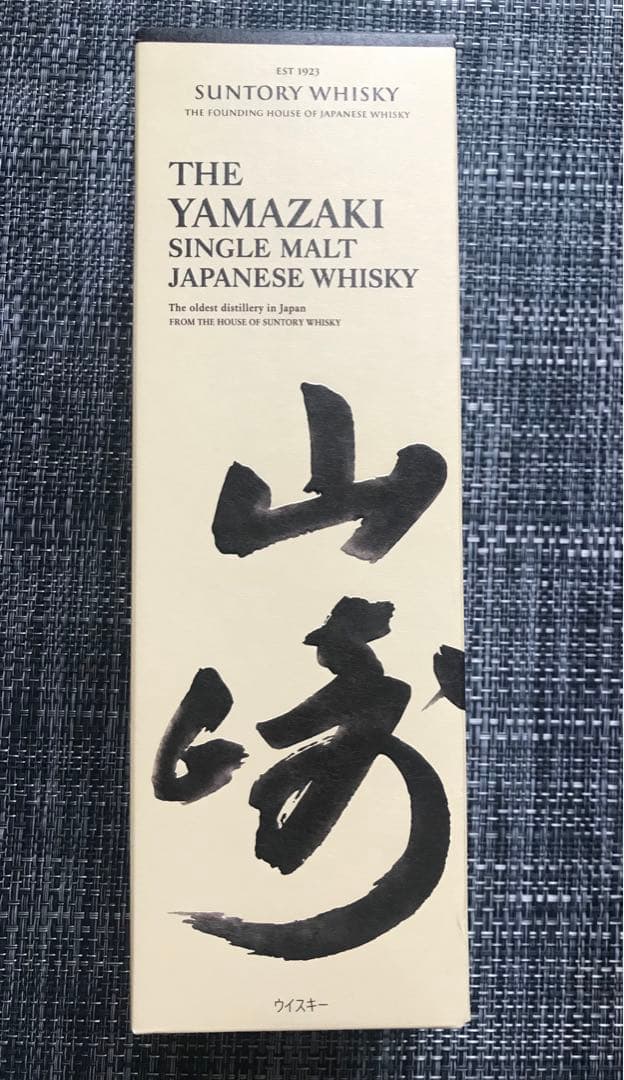 EST 1923
SUNTORY WHISKY
THE FOUNDING HOUSE OF JAPANESE WHISKY
THE
YAMAZAKI
SINGLE MALT
JAPANESE WHISKY
The oldest distillery in Japan
FROM THE HOUSE OF SUNTORY WHISKY
山
崎
ウイスキー